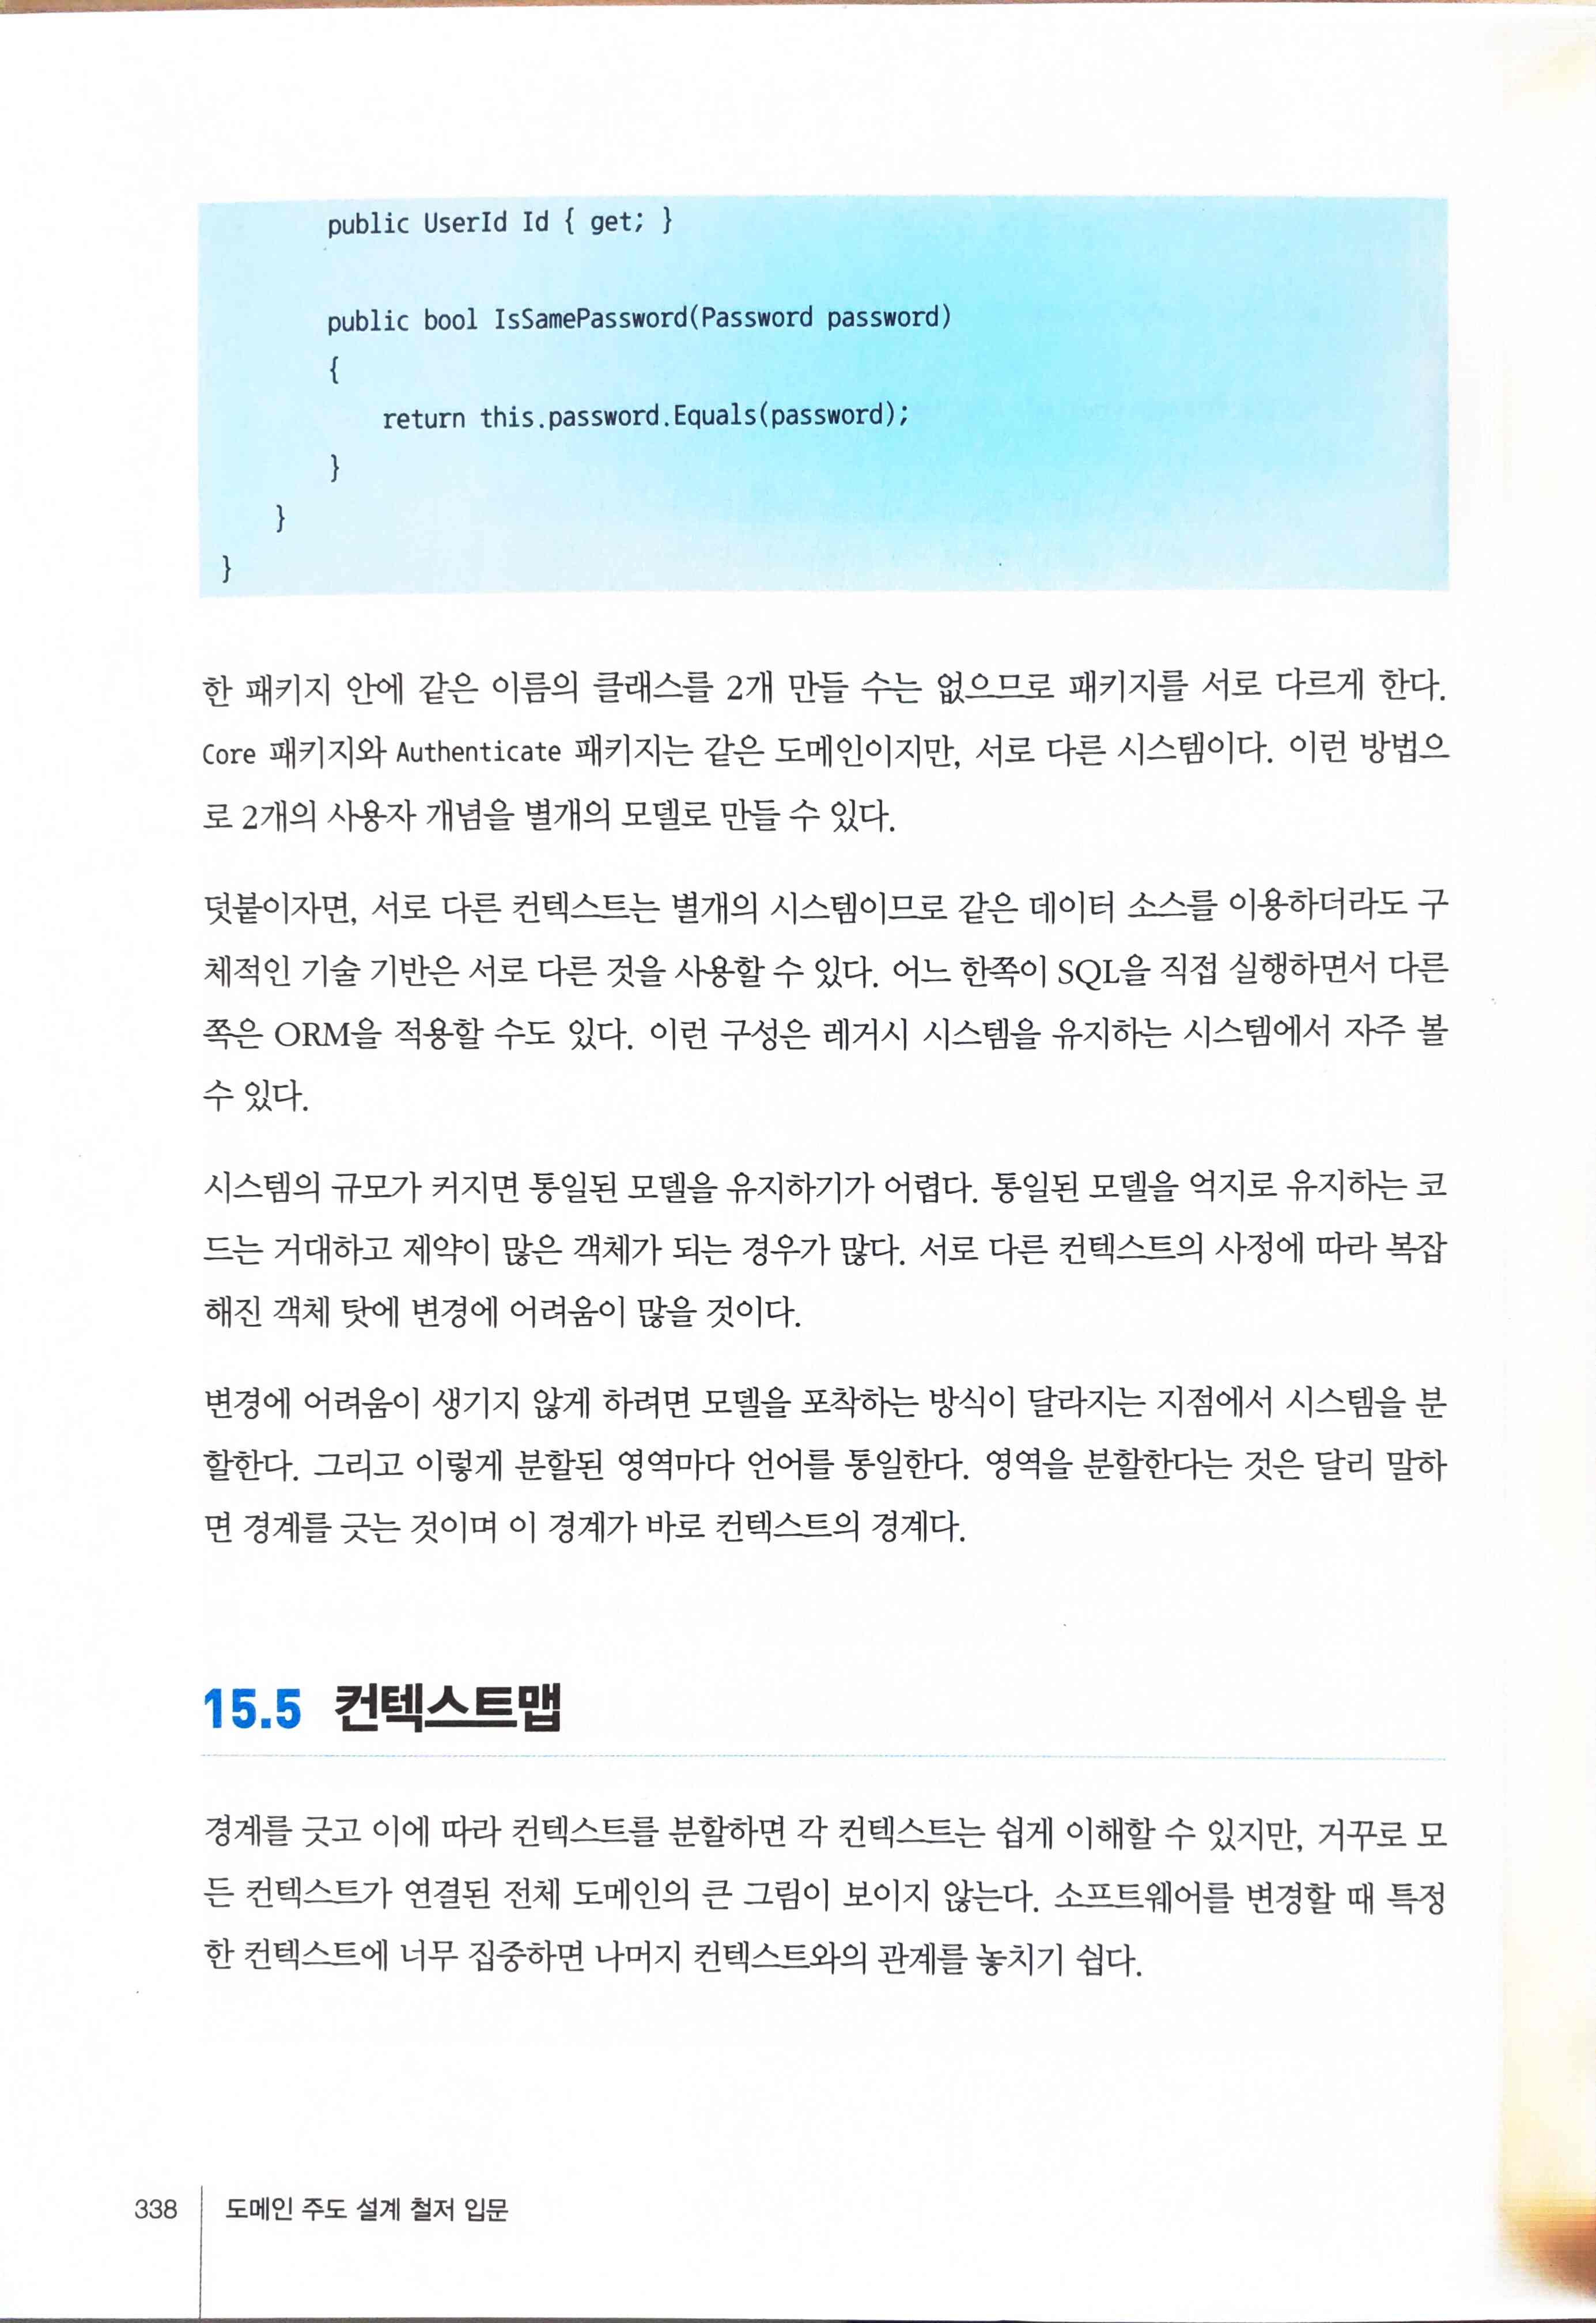 public UserId Id { get; }
public bool IsSamePassword(Password password)
{
return this.password.Equals(password);
}
}
}
한 패키지 안에 같은 이름의 클래스를 2개 만들 수는 없으므로 패키지를 서로 다르게 한다.
Core 패키지와 Authenticate 패키지는 같은 도메인이지만, 서로 다른 시스템이다. 이런 방법으
로 2개의 사용자 개념을 별개의 모델로 만들 수 있다.
덧붙이자면, 서로 다른 컨텍스트는 별개의 시스템이므로 같은 데이터 소스를 이용하더라도 구
체적인 기술 기반은 서로 다른 것을 사용할 수 있다. 어느 한쪽이 SQL을 직접 실행하면서 다른
쪽은 ORM을 적용할 수도 있다. 이런 구성은 레거시 시스템을 유지하는 시스템에서 자주 볼
수 있다.
시스템의 규모가 커지면 통일된 모델을 유지하기가 어렵다. 통일된 모델을 억지로 유지하는 코
드는 거대하고 제약이 많은 객체가 되는 경우가 많다. 서로 다른 컨텍스트의 사정에 따라 복잡
해진 객체 탓에 변경에 어려움이 많을 것이다.
변경에 어려움이 생기지 않게 하려면 모델을 포착하는 방식이 달라지는 지점에서 시스템을 분
할한다. 그리고 이렇게 분할된 영역마다 언어를 통일한다. 영역을 분할한다는 것은 달리 말하
면 경계를 긋는 것이며 이 경계가 바로 컨텍스트의 경계다.
15.5 컨텍스트맵
경계를 긋고 이에 따라 컨텍스트를 분할하면 각 컨텍스트는 쉽게 이해할 수 있지만, 거꾸로 모
든 컨텍스트가 연결된 전체 도메인의 큰 그림이 보이지 않는다. 소프트웨어를 변경할 때 특정
한 컨텍스트에 너무 집중하면 나머지 컨텍스트와의 관계를 놓치기 쉽다.
338 도메인 주도 설계 철저 입문